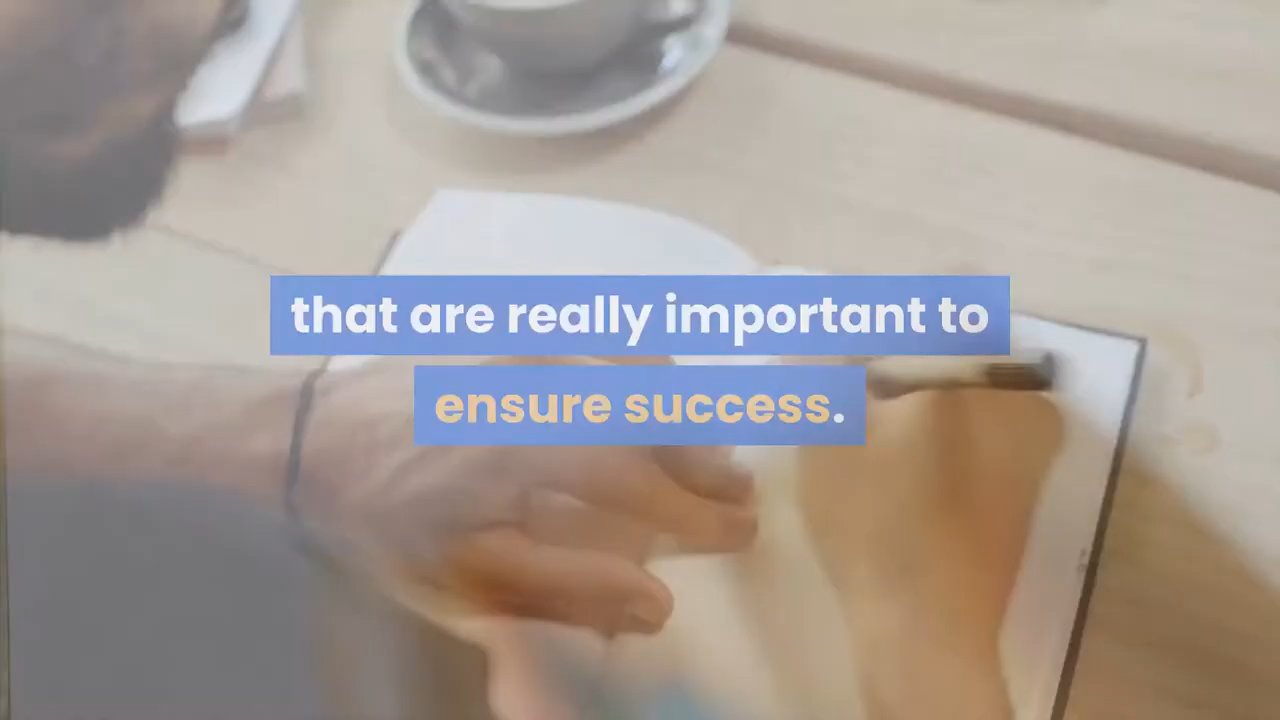 that are really important to
ensure success.